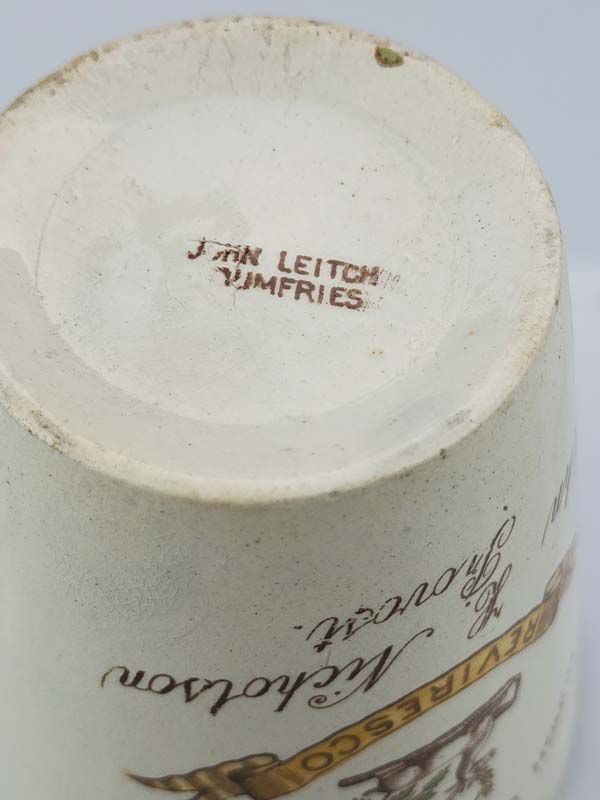 JOHN LEITCH
DUMFRIES
REVIRESCO
H. Nicholson
Provost.